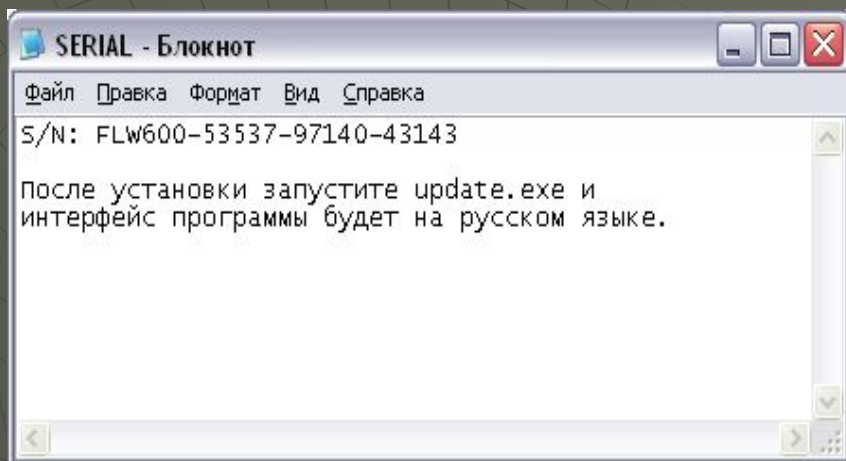 SERIAL - Блокнот
Файл Правка Формат Вид Справка
S/N: FLW600-53537-97140-43143
После установки запустите update.exe и
интерфейс программы будет на русском языке.